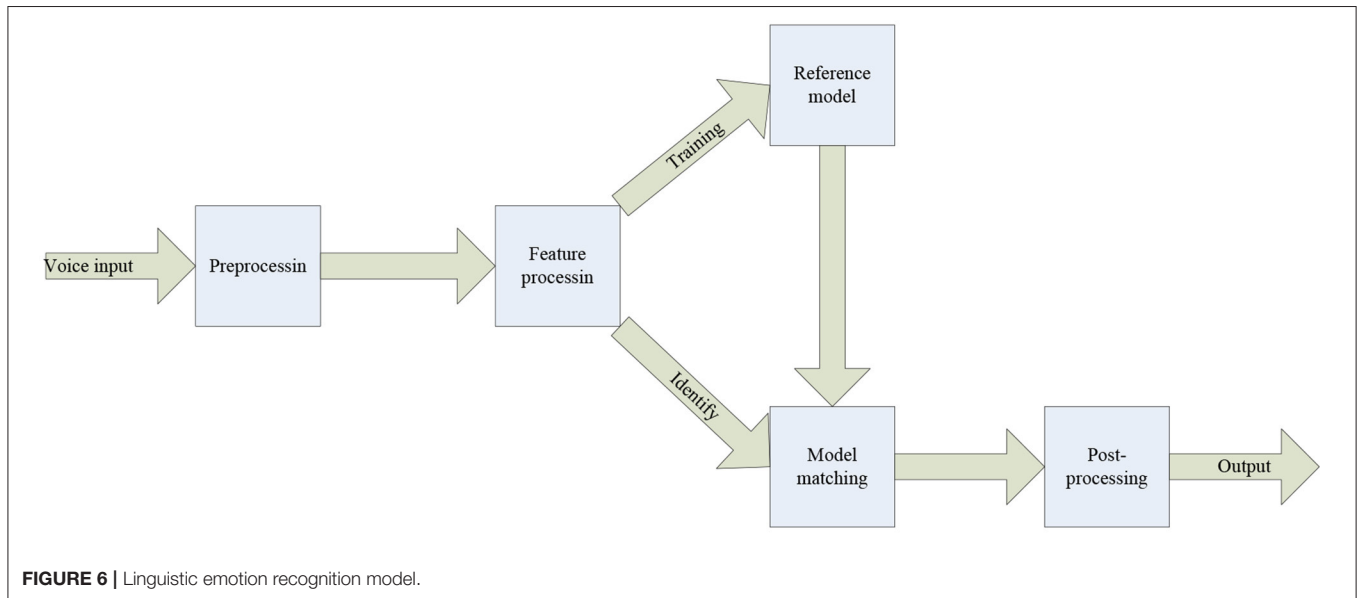 Reference
model
Training
Voice input
Preprocessin
Feature
processin
Identify
Model
matching
Post-
processing
Output
FIGURE 6 | Linguistic emotion recognition model.